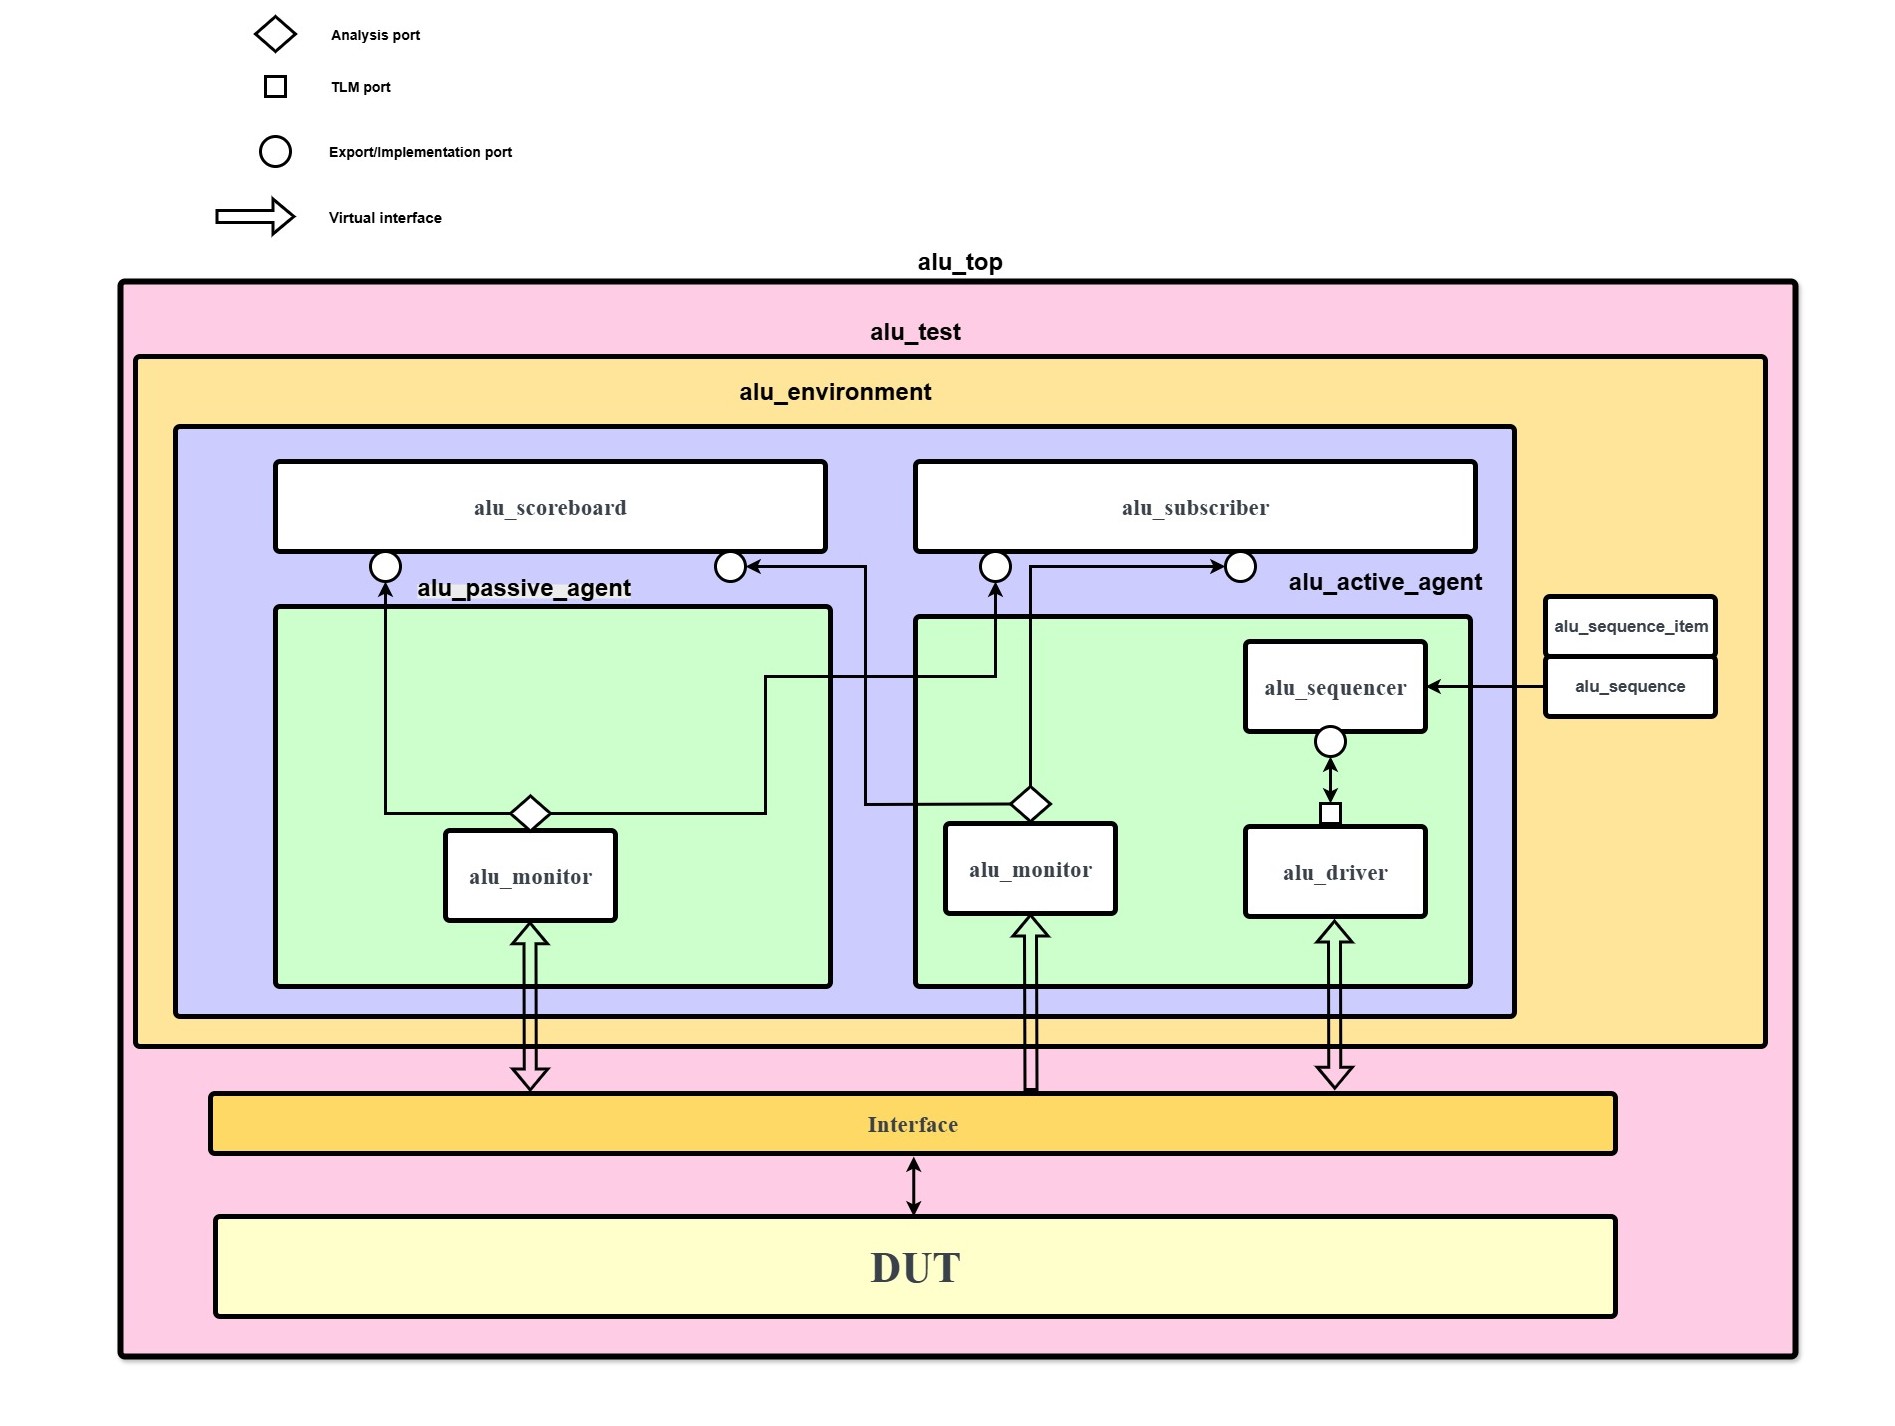 Analysis port
TLM port
Export/Implementation port
Virtual interface
alu_top
alu_test
alu_environment
alu_scoreboard
alu_subscriber
alu_passive_agent
alu_active_agent
alu_sequence_item
alu_sequence
alu_sequencer
alu_monitor
alu_monitor
alu_driver
Interface
DUT